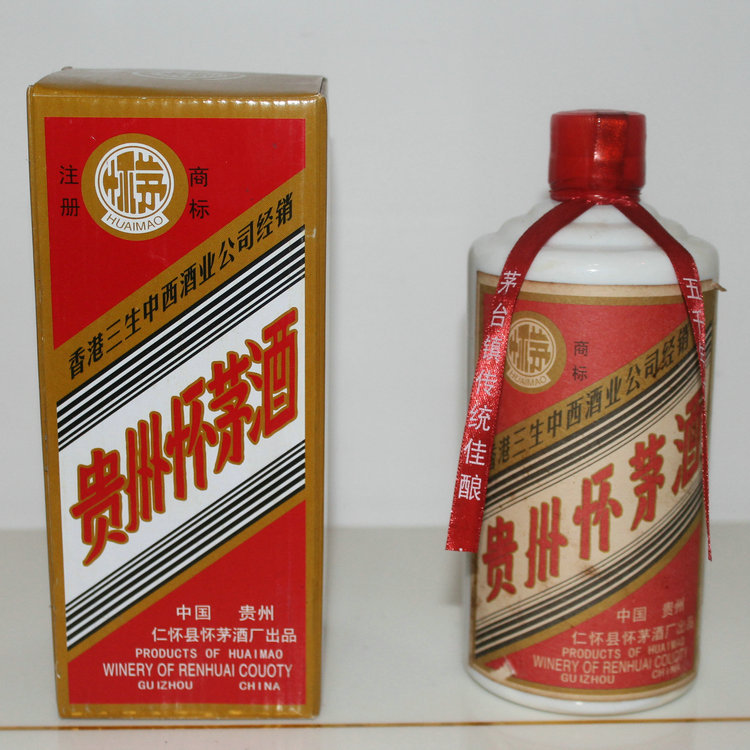 注册
怀茅
HUAIMAO
商标
香港三生中西酒业公司经销
贵州怀茅酒
中国 贵州
仁怀县怀茅酒厂出品
PRODUCTS OF HUAIMAO
WINERY OF RENHUAI COUOTY
GUIZHOU CHINA
茅台镇传统佳酿
五十
怀茅
HUAIMAO
商标
香港三生中西酒业公司经销
贵州怀茅酒
中国 贵州
仁怀县怀茅酒厂出品
PRODUCTS OF HUAIMAO
WINERY OF RENHUAI COUOTY
GUIZHOU CHINA